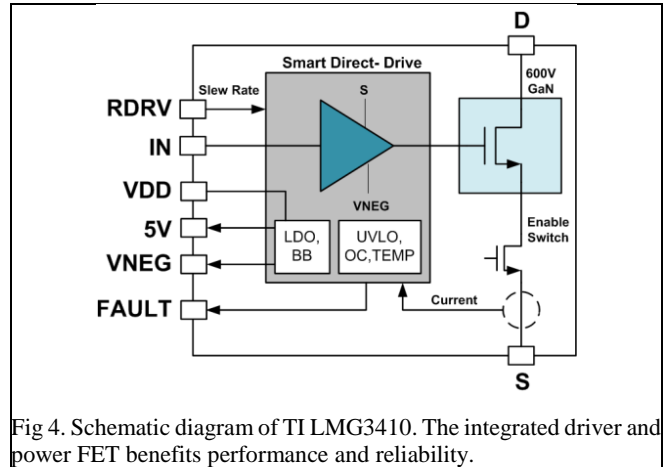 D
Smart Direct- Drive
600V
GaN
Slew Rate
RDRV
S
IN
VDD
VNEG
5V
LDO,
BB
UVLO,
OC,TEMP
Enable
Switch
VNEG
FAULT
Current
S
Fig 4. Schematic diagram of TI LMG3410. The integrated driver and
power FET benefits performance and reliability.